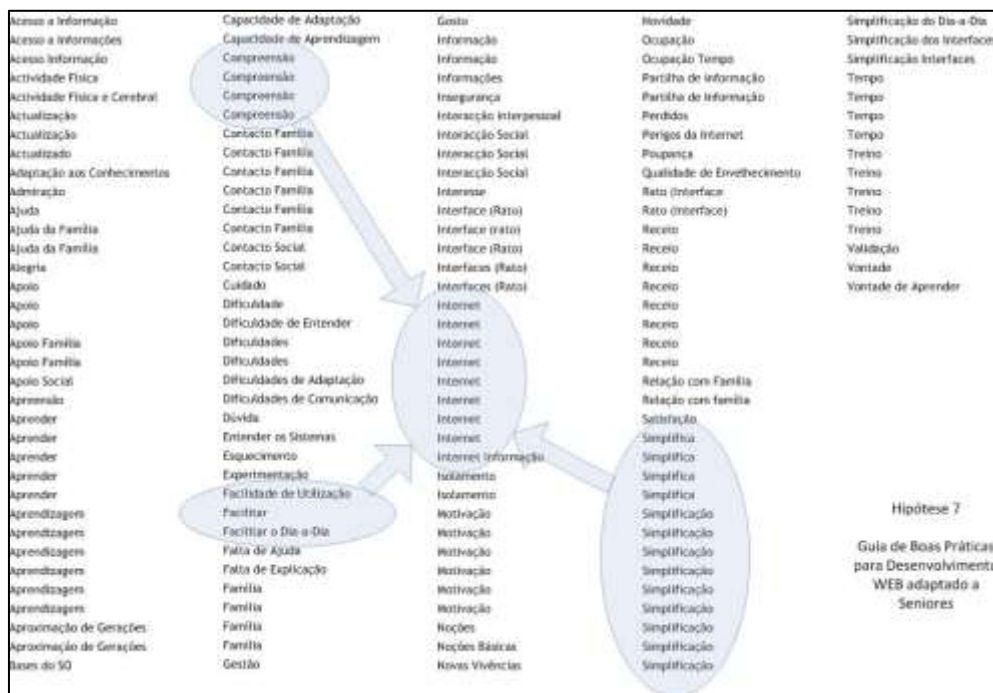 Acesso a Informação
Acesso a Informações
Acesso Informação
Actividade Física
Actividade Física e Cerebral
Actualização
Actualização
Actualizado
Adaptação aos Conhecimentos
Admiração
Ajuda
Ajuda da Família
Ajuda da Família
Alegria
Apoio
Apoio
Apoio
Apoio Família
Apoio Família
Apoio Social
Apreensão
Aprender
Aprender
Aprender
Aprender
Aprender
Aprendizagem
Aprendizagem
Aprendizagem
Aprendizagem
Aprendizagem
Aprendizagem
Aproximação de Gerações
Aproximação de Gerações
Bases do SO
Capacidade de Adaptação
Capacidade de Aprendizagem
Compreensão
Compreensão
Compreensão
Compreensão
Contacto Família
Contacto Família
Contacto Família
Contacto Família
Contacto Família
Contacto Família
Contacto Social
Contacto Social
Cuidado
Dificuldade
Dificuldade de Entender
Dificuldades
Dificuldades
Dificuldades de Adaptação
Dificuldades de Comunicação
Dúvida
Entender os Sistemas
Esquecimento
Experimentação
Facilidade de Utilização
Facilitar
Facilitar o Dia-a-Dia
Falta de Ajuda
Falta de Explicação
Família
Família
Família
Família
Gestão
Gosto
Informação
Informação
Informações
Insegurança
Interacção interpessoal
Interacção Social
Interacção Social
Interacção Social
Interesse
Interface (Rato)
Interface (rato)
Interface (Rato)
Interfaces (Rato)
Interfaces (Rato)
Internet
Internet
Internet
Internet
Internet
Internet
Internet
Internet
Internet Informação
Isolamento
Isolamento
Motivação
Motivação
Motivação
Motivação
Motivação
Motivação
Noções
Noções Básicas
Novas Vivências
Novidade
Ocupação
Ocupação Tempo
Partilha de informação
Partilha de Informação
Perdidos
Perigos da Internet
Poupança
Qualidade de Envelhecimento
Rato (Interface
Rato (Interface)
Receio
Receio
Receio
Receio
Receio
Receio
Receio
Receio
Relação com Família
Relação com família
Satisfação
Simplifica
Simplifica
Simplifica
Simplifica
Simplificação
Simplificação
Simplificação
Simplificação
Simplificação
Simplificação
Simplificação
Simplificação
Simplificação
Simplificação do Dia-a-Dia
Simplificação dos Interfaces
Simplificação Interfaces
Tempo
Tempo
Tempo
Tempo
Treino
Treino
Treino
Treino
Treino
Validação
Vontade
Vontade de Aprender
Hipótese 7
Guia de Boas Práticas
para Desenvolvimento
WEB adaptado a
Seniores